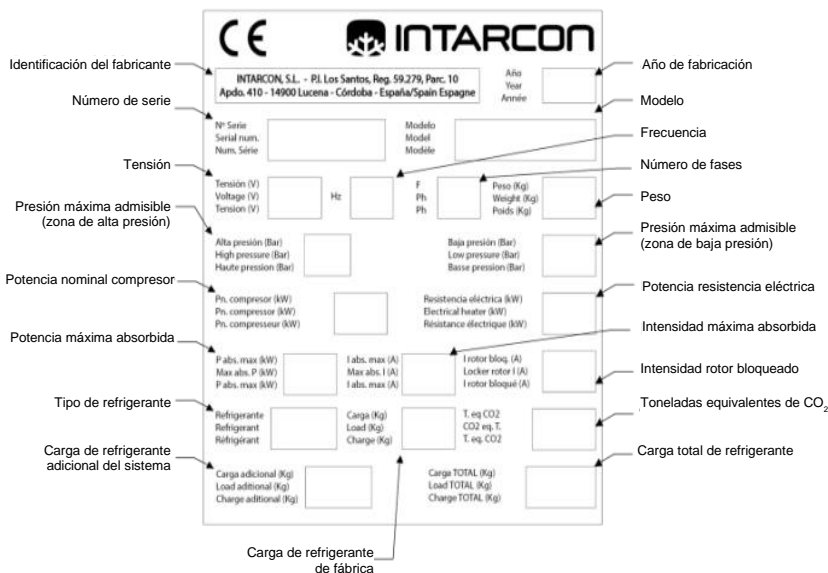 CE INTARCON
Identificación del fabricante
INTARCON, S.L. - P.I. Los Santos, Reg. 59.279, Parc. 10
Apdo. 410 - 14900 Lucena - Córdoba - España/Spain Espagne
Año
Year
Année
Año de fabricación
Número de serie
Nº Serie
Serial num.
Num. Série
Modelo
Model
Modèle
Modelo
Frecuencia
Tensión
Tensión (V)
Voltage (V)
Tension (V)
Hz
F
Ph
Ph
Número de fases
Peso (Kg)
Weight (Kg)
Poids (Kg)
Peso
Presión máxima admisible
(zona de alta presión)
Alta presión (Bar)
High pressure (Bar)
Haute pression (Bar)
Baja presión (Bar)
Low pressure (Bar)
Basse pression (Bar)
Presión máxima admisible
(zona de baja presión)
Potencia nominal compresor
Pn. compresor (kW)
Pn. compressor (kW)
Pn. compresseur (kW)
Resistencia eléctrica (kW)
Electrical heater (kW)
Résistance électrique (kW)
Potencia resistencia eléctrica
Potencia máxima absorbida
P abs. max (kW)
Max abs. P (kW)
P abs. max (kW)
I abs. max (A)
Max abs. I (A)
I abs. max (A)
Intensidad máxima absorbida
I rotor bloq. (A)
Locker rotor I (A)
I rotor bloqué (A)
Intensidad rotor bloqueado
Tipo de refrigerante
Refrigerante
Refrigerant
Réfrigérant
Carga (Kg)
Load (Kg)
Charge (Kg)
T. eq CO2
CO2 eq. T.
T. eq. CO2
Toneladas equivalentes de CO₂
Carga de refrigerante
adicional del sistema
Carga adicional (Kg)
Load aditional (Kg)
Charge aditional (Kg)
Carga TOTAL (Kg)
Load TOTAL (Kg)
Charge TOTAL (Kg)
Carga total de refrigerante
Carga de refrigerante
de fábrica